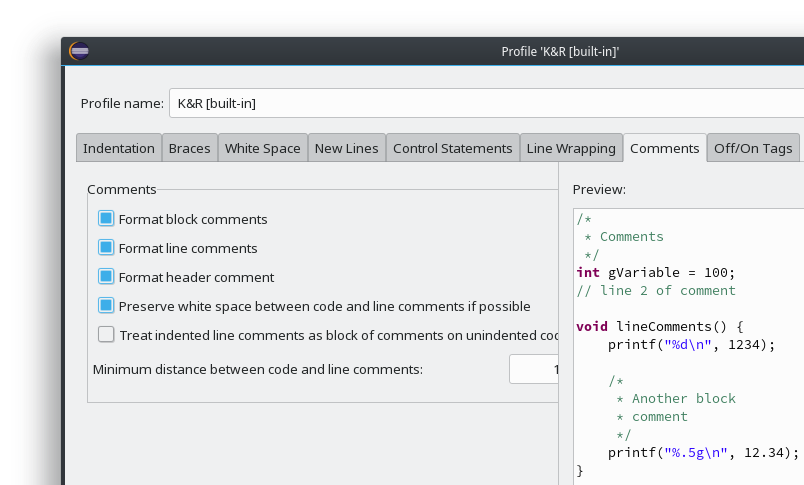 Profile 'K&R [built-in]'
Profile name: K&R [built-in]
Indentation Braces White Space New Lines Control Statements Line Wrapping Comments Off/On Tags
Comments
Format block comments
Format line comments
Format header comment
Preserve white space between code and line comments if possible
Treat indented line comments as block of comments on unindented
Minimum distance between code and line comments: 1
Preview:
/*
 * Comments
 */
int gVariable = 100;
// line 2 of comment
void lineComments() {
    printf("%d\n", 1234);
    /*
     * Another block
     * comment
     */
    printf("%.5g\n", 12.34);
}